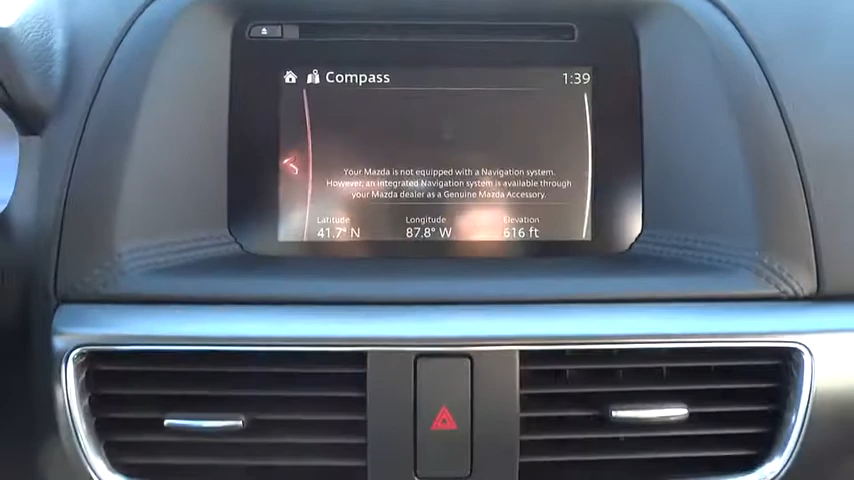 Compass 1:39
Your Mazda is not equipped with a Navigation system.
However, an integrated Navigation system is available through
your Mazda dealer as a Genuine Mazda Accessory.
Latitude Longitude Elevation
41.7° N 87.8° W 616 ft